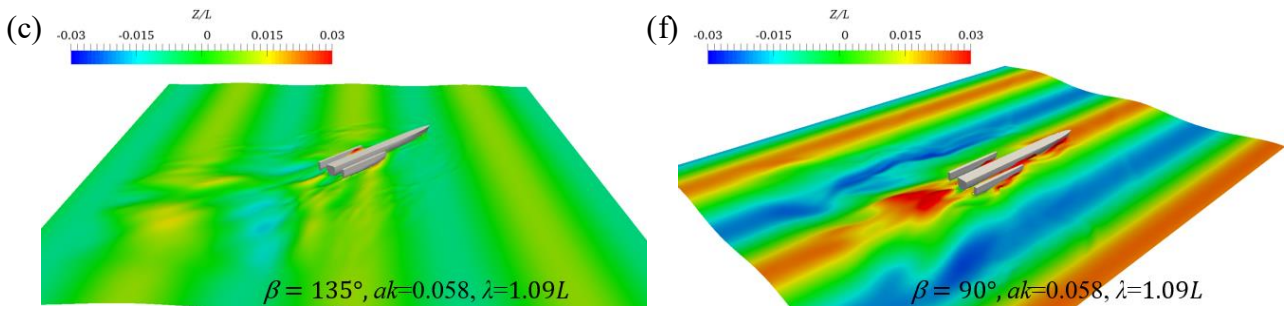 (c)
Z/L
-0.03 -0.015 0 0.015 0.03
β = 135°, ak=0.058, λ=1.09L
(f)
Z/L
-0.03 -0.015 0 0.015 0.03
β = 90°, ak=0.058, λ=1.09L